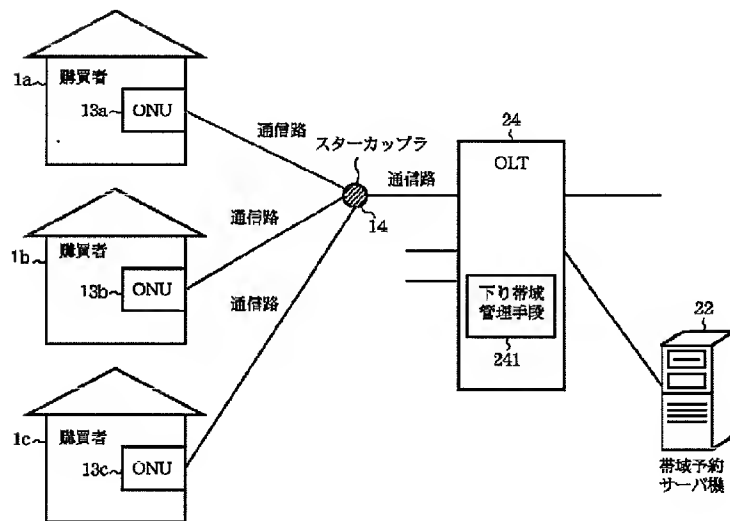 1a
購買者
13a
ONU
通信路
スターカップラ
14
通信路
24
OLT
下り帯域
管理手段
241
1b
購買者
13b
ONU
通信路
1c
購買者
13c
ONU
通信路
22
帯域予約
サーバ機